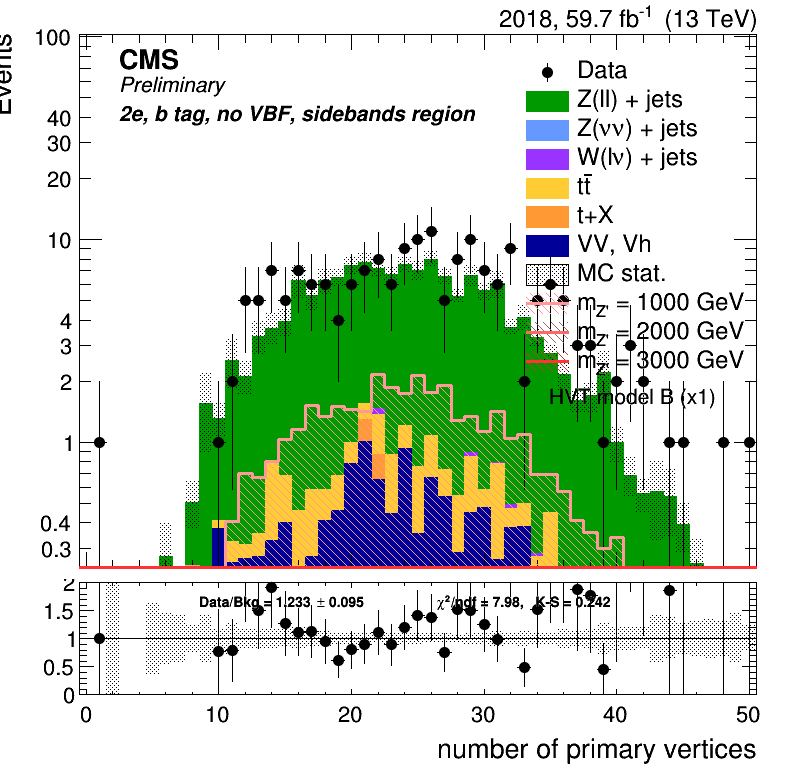 2018, 59.7 fb⁻¹ (13 TeV)
Events
100
40
30
20
10
4
3
2
1
0.4
0.3
CMS
Preliminary
2e, b tag, no VBF, sidebands region
Data
Z(ll) + jets
Z(νν) + jets
W(lν) + jets
tt̄
t+X
VV, Vh
MC stat.
m_Z' = 1000 GeV
m_Z' = 2000 GeV
m_Z' = 3000 GeV
HVT model B (x1)
2
1.5
1
0.5
0
Data/Bkg = 1.233, ± 0.095 χ²/ndf = 7.98, K-S = 0.242
0 10 20 30 40 50
number of primary vertices